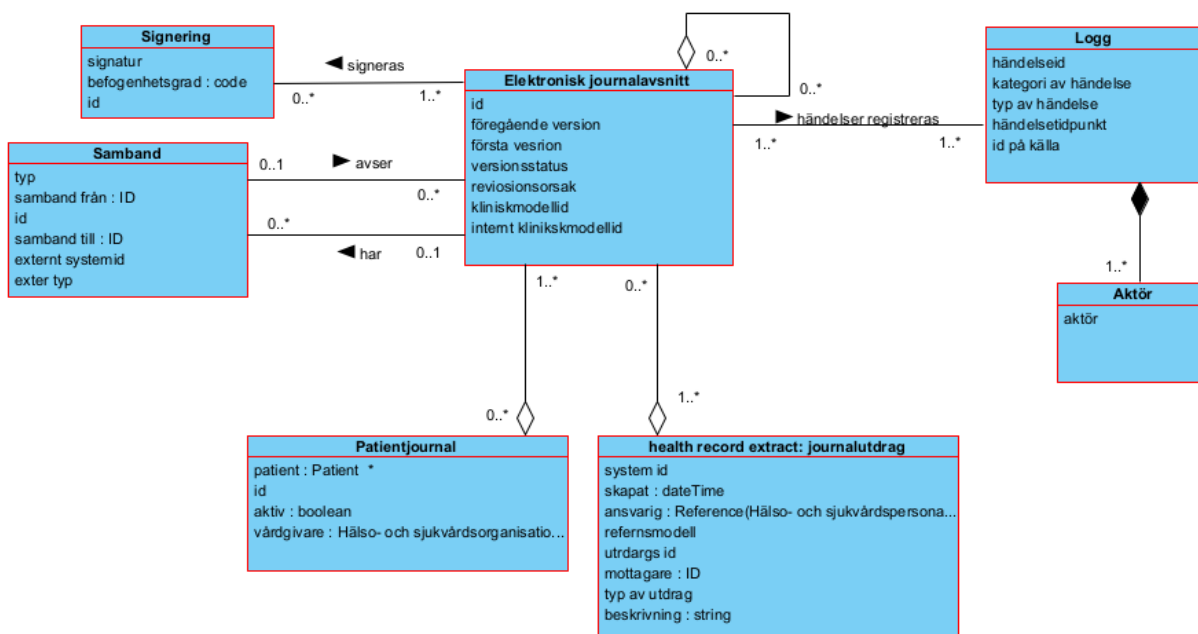 Signering
signatur
befogenhetsgrad : code
id
signeras
0..*
1..*
Samband
typ
samband från : ID
id
samband till : ID
externt systemid
exter typ
0..1
avser
0..*
0..*
har
0..1
Elektronisk journalavsnitt
id
föregående version
första vesrion
versionsstatus
reviosionsorsak
kliniskmodellid
internt klinikskmodellid
0..*
0..*
händelser registreras
1..*
1..*
Logg
händelseid
kategori av händelse
typ av händelse
händelsetidpunkt
id på källa
1..*
Aktör
aktör
1..*
0..*
0..*
1..*
Patientjournal
patient : Patient *
id
aktiv : boolean
vårdgivare : Hälso- och sjukvårdsorganisatio...
health record extract: journalutdrag
system id
skapat : dateTime
ansvarig : Reference(Hälso- och sjukvårdspersona...
refernsmodell
utrdargs id
mottagare : ID
typ av utdrag
beskrivning : string